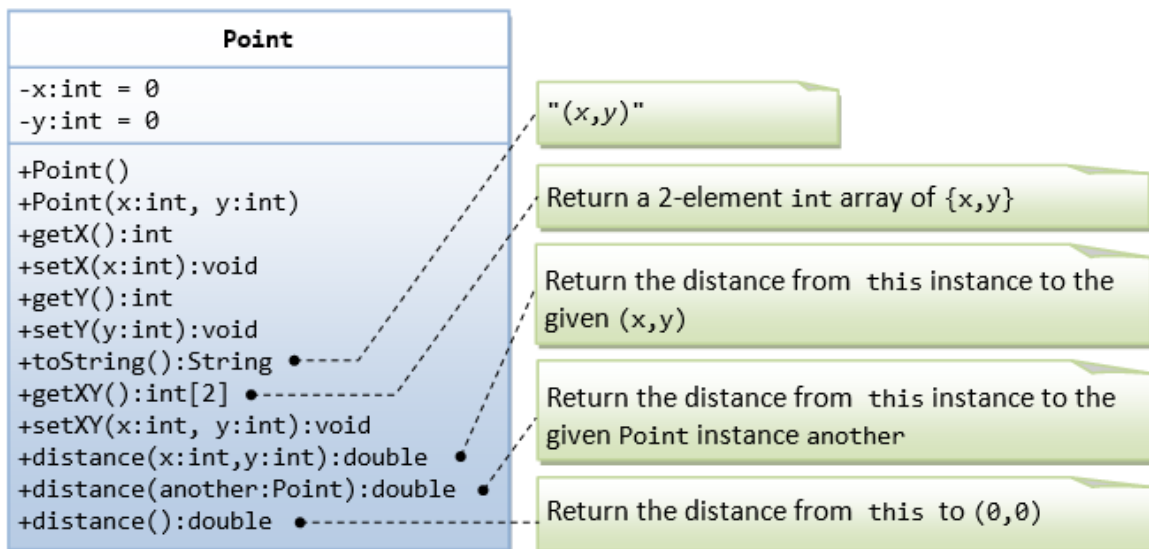 Point
-x:int = 0
-y:int = 0
+Point()
+Point(x:int, y:int)
+getX():int
+setX(x:int):void
+getY():int
+setY(y:int):void
+toString():String
+getXY():int[2]
+setXY(x:int, y:int):void
+distance(x:int,y:int):double
+distance(another:Point):double
+distance():double
"(x,y)"
Return a 2-element int array of {x,y}
Return the distance from this instance to the
given (x,y)
Return the distance from this instance to the
given Point instance another
Return the distance from this to (0,0)